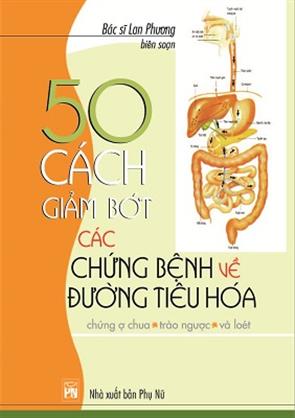 Bác sĩ Lan Phương
biên soạn
50
CÁCH
GIẢM BỚT
CÁC
CHỨNG BỆNH VỀ
ĐƯỜNG TIÊU HÓA
chứng ợ chua trào ngược và loét
PN
Nhà xuất bản Phụ Nữ